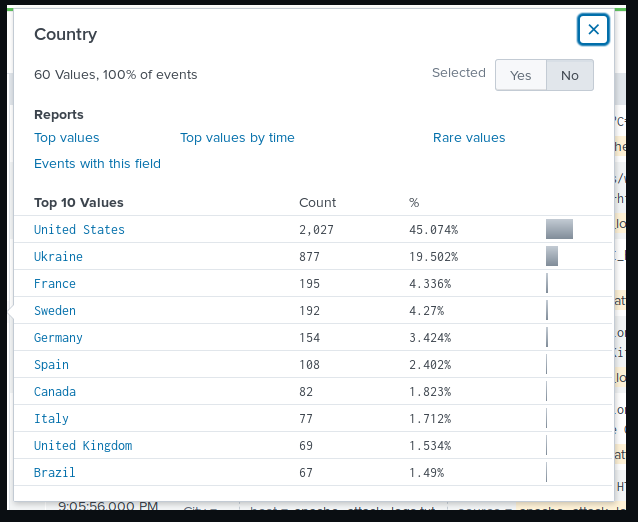 Country
60 Values, 100% of events
Selected Yes No
Reports
Top values Top values by time Rare values
Events with this field
Top 10 Values Count %
United States 2,027 45.074%
Ukraine 877 19.502%
France 195 4.336%
Sweden 192 4.27%
Germany 154 3.424%
Spain 108 2.402%
Canada 82 1.823%
Italy 77 1.712%
United Kingdom 69 1.534%
Brazil 67 1.49%
9:05:56.000 PM